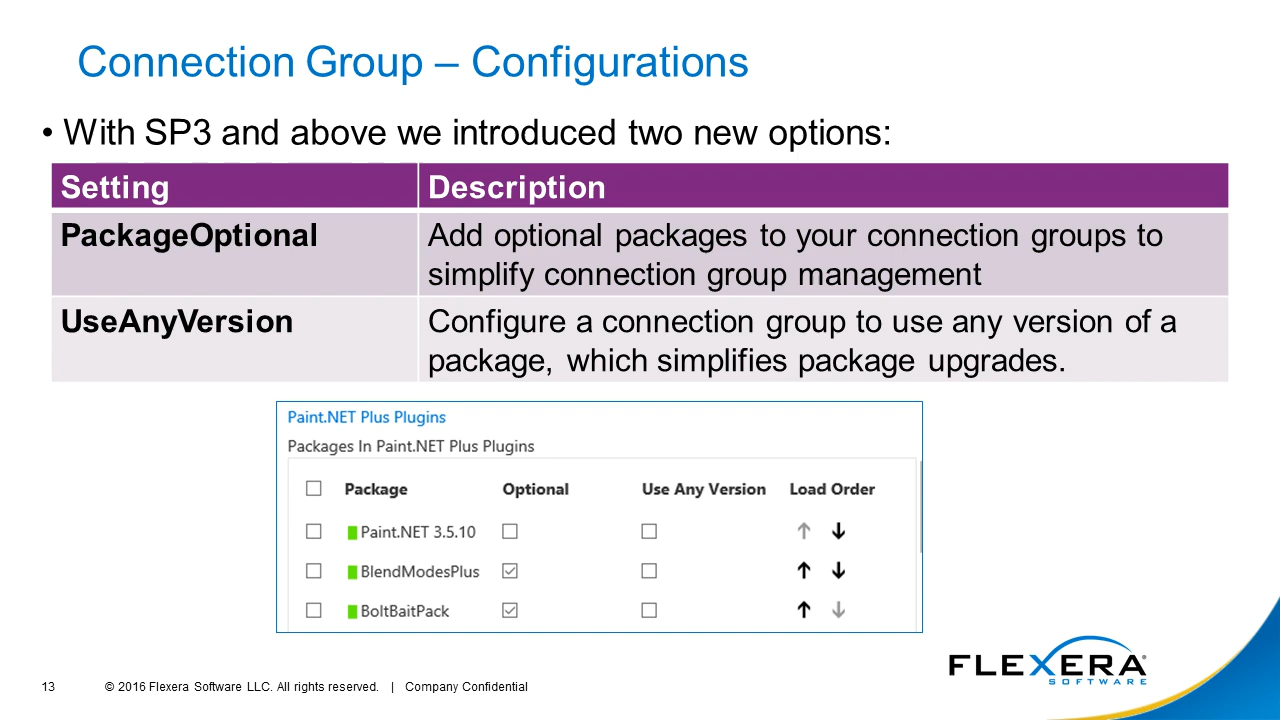 Connection Group – Configurations
• With SP3 and above we introduced two new options:
Setting Description
PackageOptional Add optional packages to your connection groups to
simplify connection group management
UseAnyVersion Configure a connection group to use any version of a
package, which simplifies package upgrades.
Paint.NET Plus Plugins
Packages In Paint.NET Plus Plugins
Package Optional Use Any Version Load Order
Paint.NET 3.5.10
BlendModesPlus
BoltBaitPack
FLEXERA
SOFTWARE
13 © 2016 Flexera Software LLC. All rights reserved. | Company Confidential